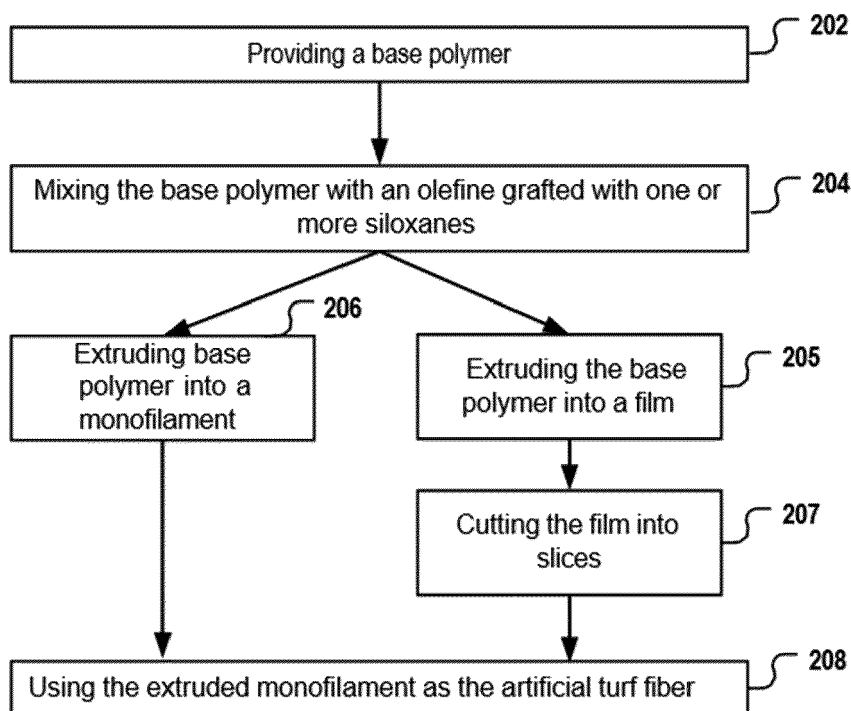 202
Providing a base polymer
204
Mixing the base polymer with an olefine grafted with one or
more siloxanes
206
Extruding base
polymer into a
monofilament
205
Extruding the base
polymer into a film
207
Cutting the film into
slices
208
Using the extruded monofilament as the artificial turf fiber